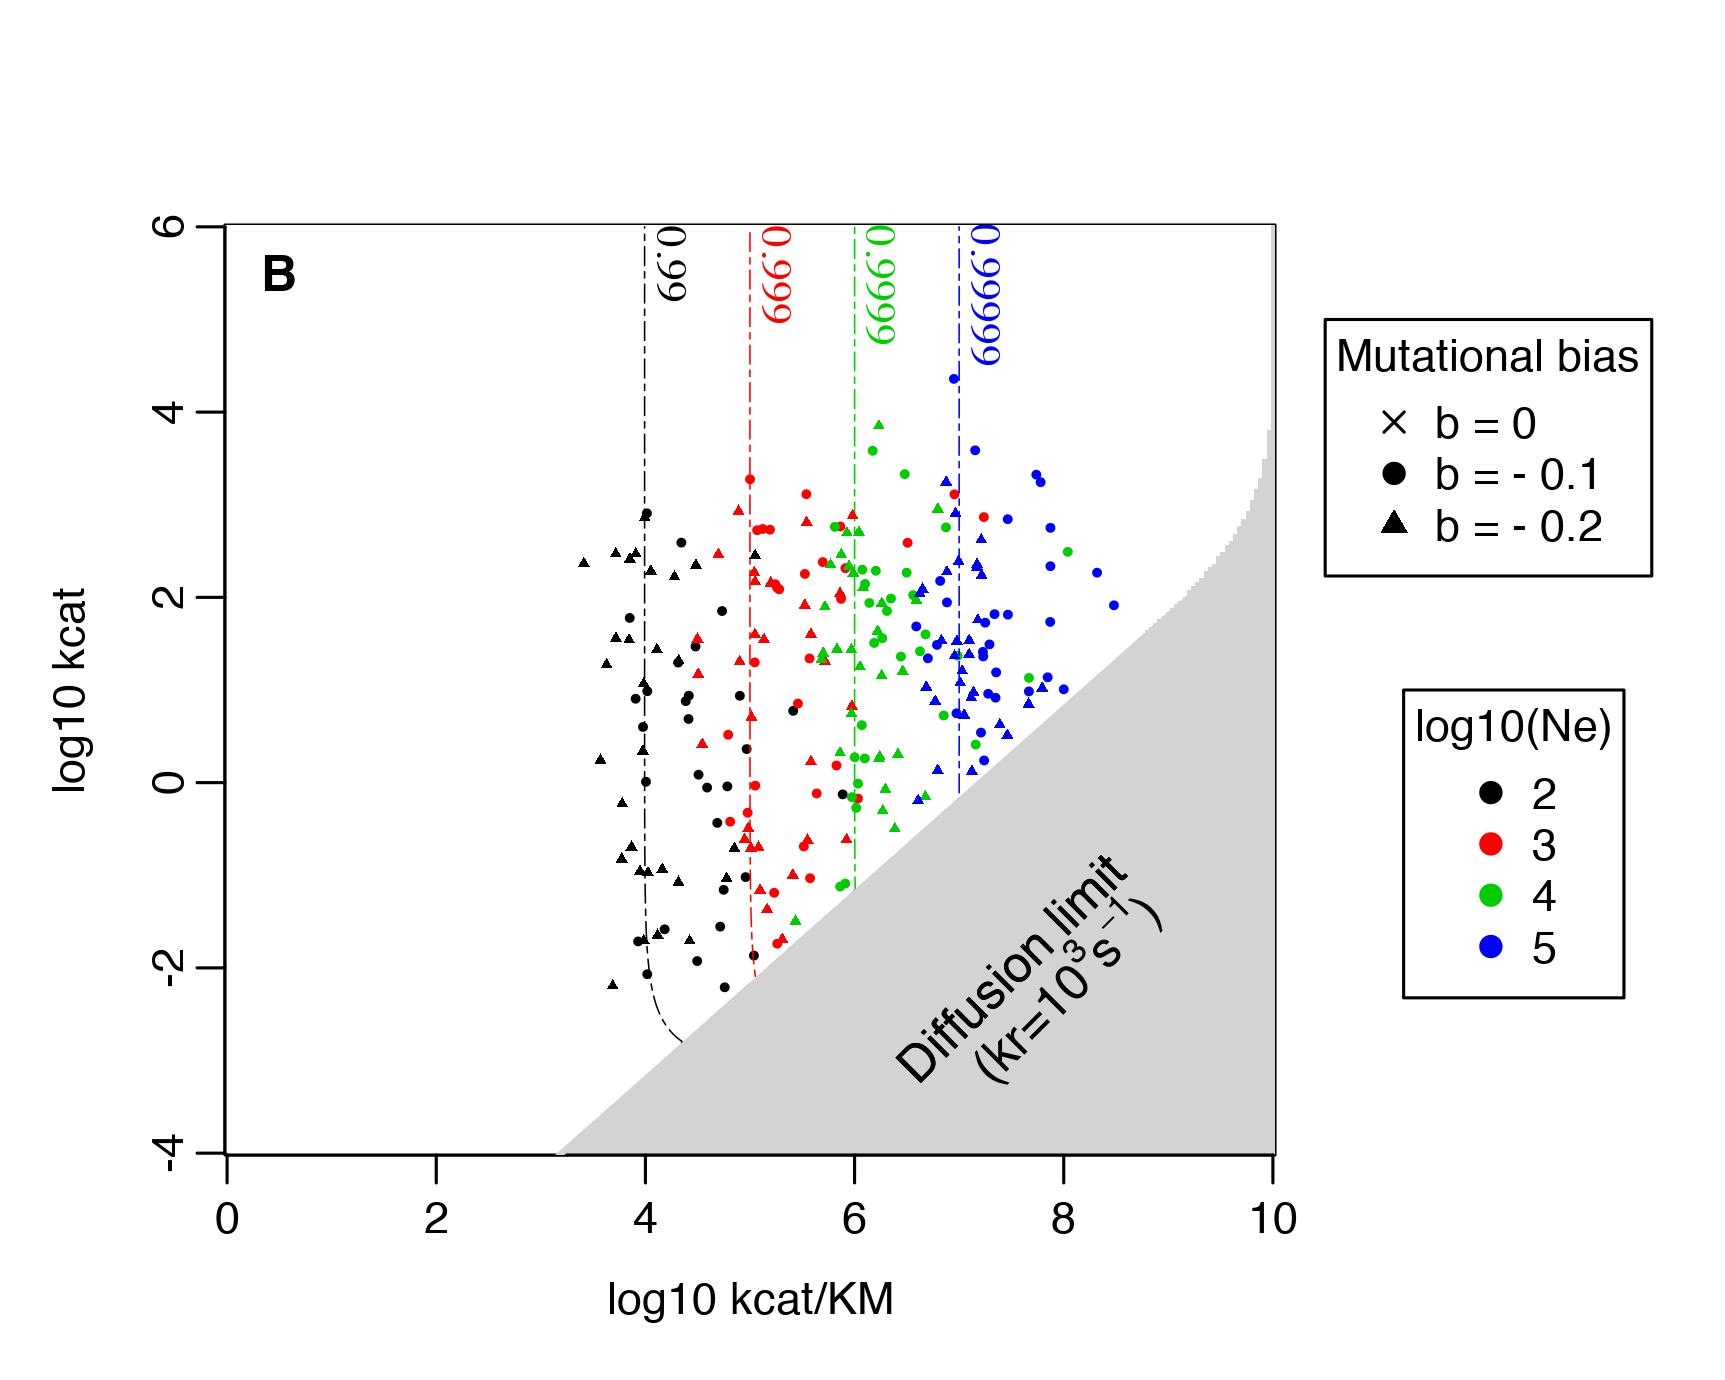 B
0.99
0.999
0.9999
0.99999
6
4
2
0
-2
-4
log10 kcat
0
2
4
6
8
10
log10 kcat/KM
Diffusion limit
(kr=10³s⁻¹)
Mutational bias
b = 0
b = - 0.1
b = - 0.2
log10(Ne)
2
3
4
5